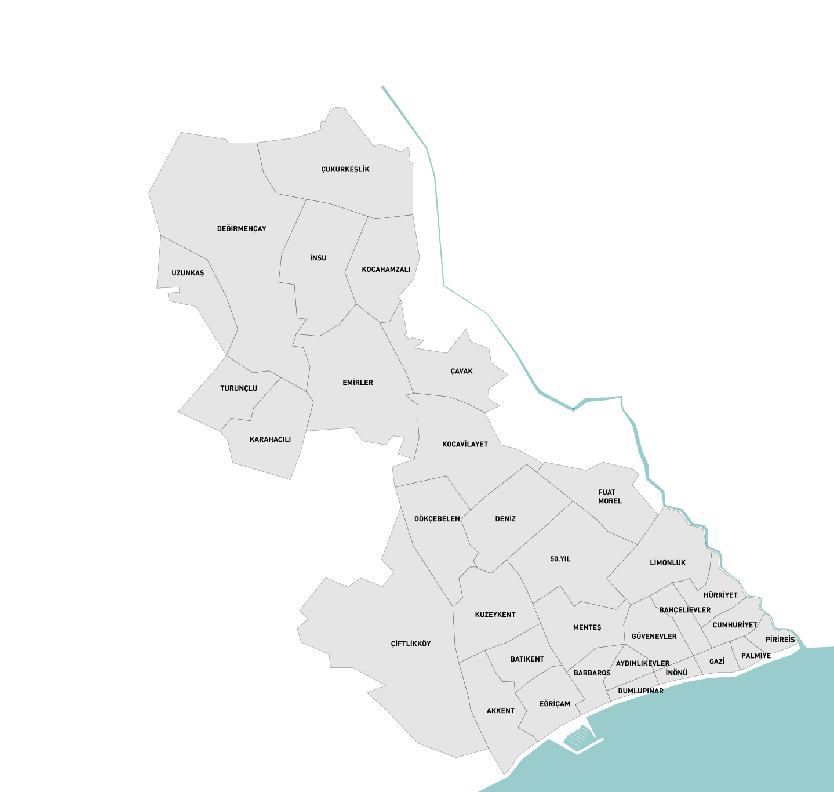 ÇUKURKEŞLİK
DEĞİRMENÇAY
İNSU
KOCAHAMZALI
UZUNKAŞ
ÇAVAK
EMİRLER
TURUNÇLU
KARAHACILI
KOCAVİLAYET
FUAT
MOREL
GÖKÇEBELEN
DENİZ
50.YIL
LİMONLUK
HÜRRİYET
BAHÇELİEVLER
KUZEYKENT
MENTEŞ
CUMHURİYET
GÜVENEVLER
PİRİREİS
ÇİFTLİKKÖY
PALMİYE
BATIKENT
AYDINLIKEVLER
GAZİ
BARBAROS
İNÖNÜ
DUMLUPINAR
EĞRİÇAM
AKKENT